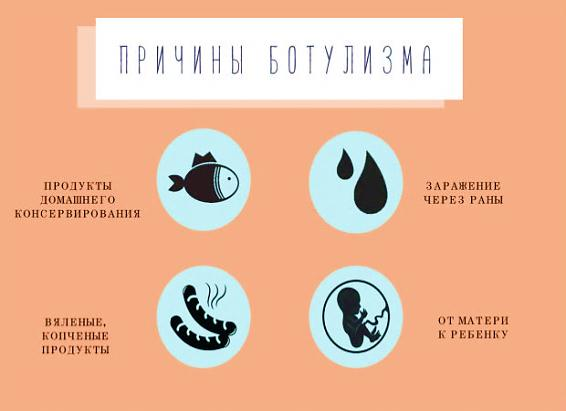 ПРИЧИНЫ БОТУЛИЗМА
ПРОДУКТЫ
ДОМАШНЕГО
КОНСЕРВИРОВАНИЯ
ЗАРАЖЕНИЕ
ЧЕРЕЗ РАНЫ
ВЯЛЕНЫЕ,
КОПЧЕНЫЕ
ПРОДУКТЫ
ОТ МАТЕРИ
К РЕБЕНКУ